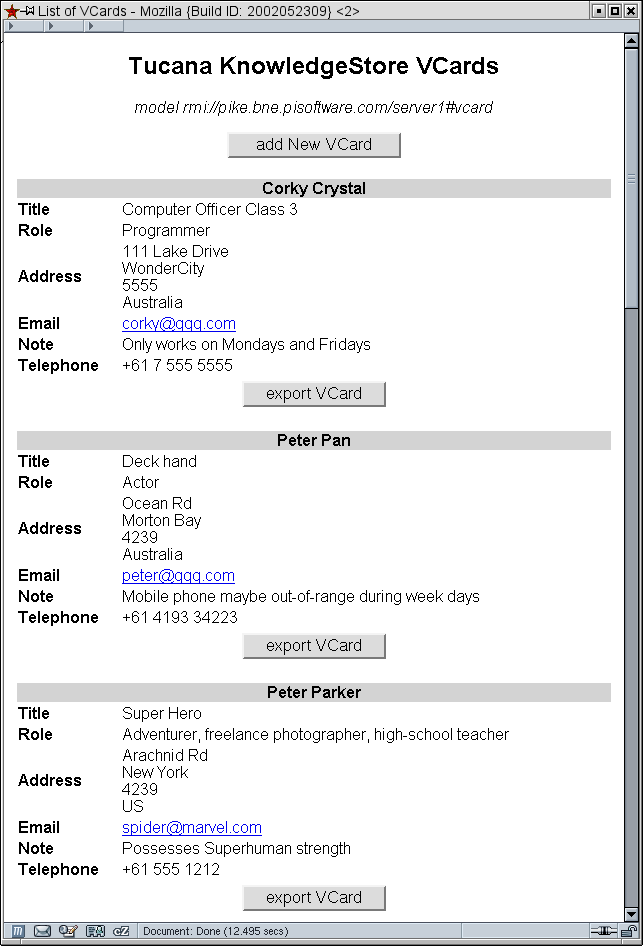 List of VCards - Mozilla {Build ID: 2002052309} <2>
Tucana KnowledgeStore VCards
model rmi://pike.bne.pisoftware.com/server1#vcard
add New VCard
Corky Crystal
Title Computer Officer Class 3
Role Programmer
Address 111 Lake Drive
WonderCity
5555
Australia
Email corky@qqq.com
Note Only works on Mondays and Fridays
Telephone +61 7 555 5555
export VCard
Peter Pan
Title Deck hand
Role Actor
Address Ocean Rd
Morton Bay
4239
Australia
Email peter@qqq.com
Note Mobile phone maybe out-of-range during week days
Telephone +61 4193 34223
export VCard
Peter Parker
Title Super Hero
Role Adventurer, freelance photographer, high-school teacher
Address Arachnid Rd
New York
4239
US
Email spider@marvel.com
Note Possesses Superhuman strength
Telephone +61 555 1212
export VCard
Document: Done (12.495 secs)